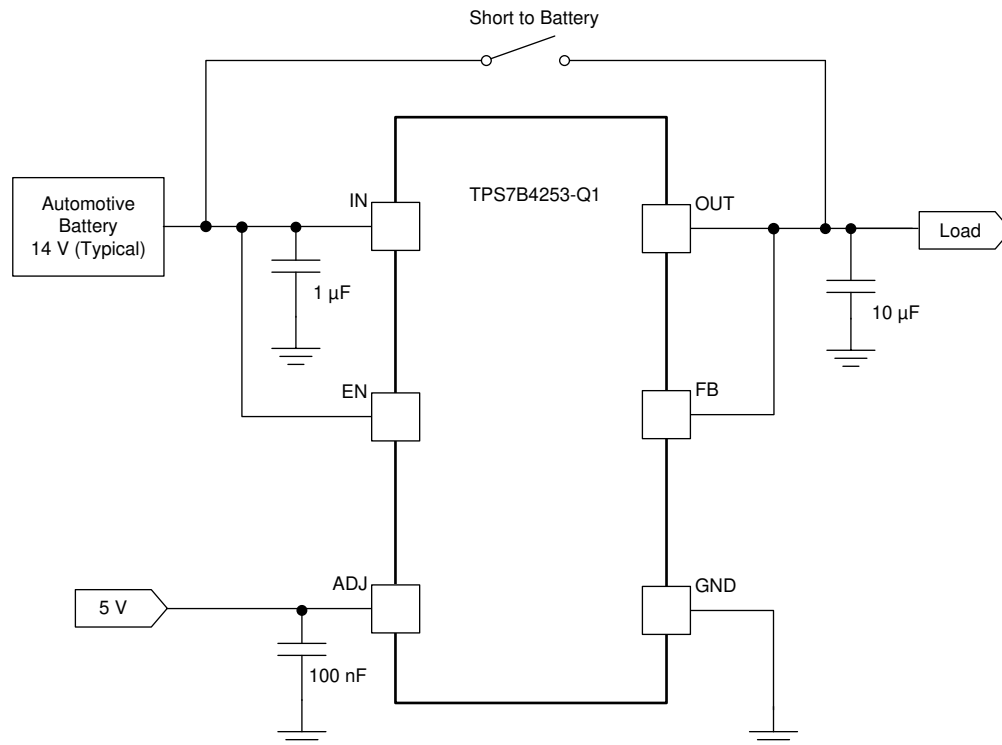 Short to Battery
TPS7B4253-Q1
Automotive
Battery
14 V (Typical)
IN
OUT
Load
1 µF
10 µF
EN
FB
ADJ
GND
5 V
100 nF